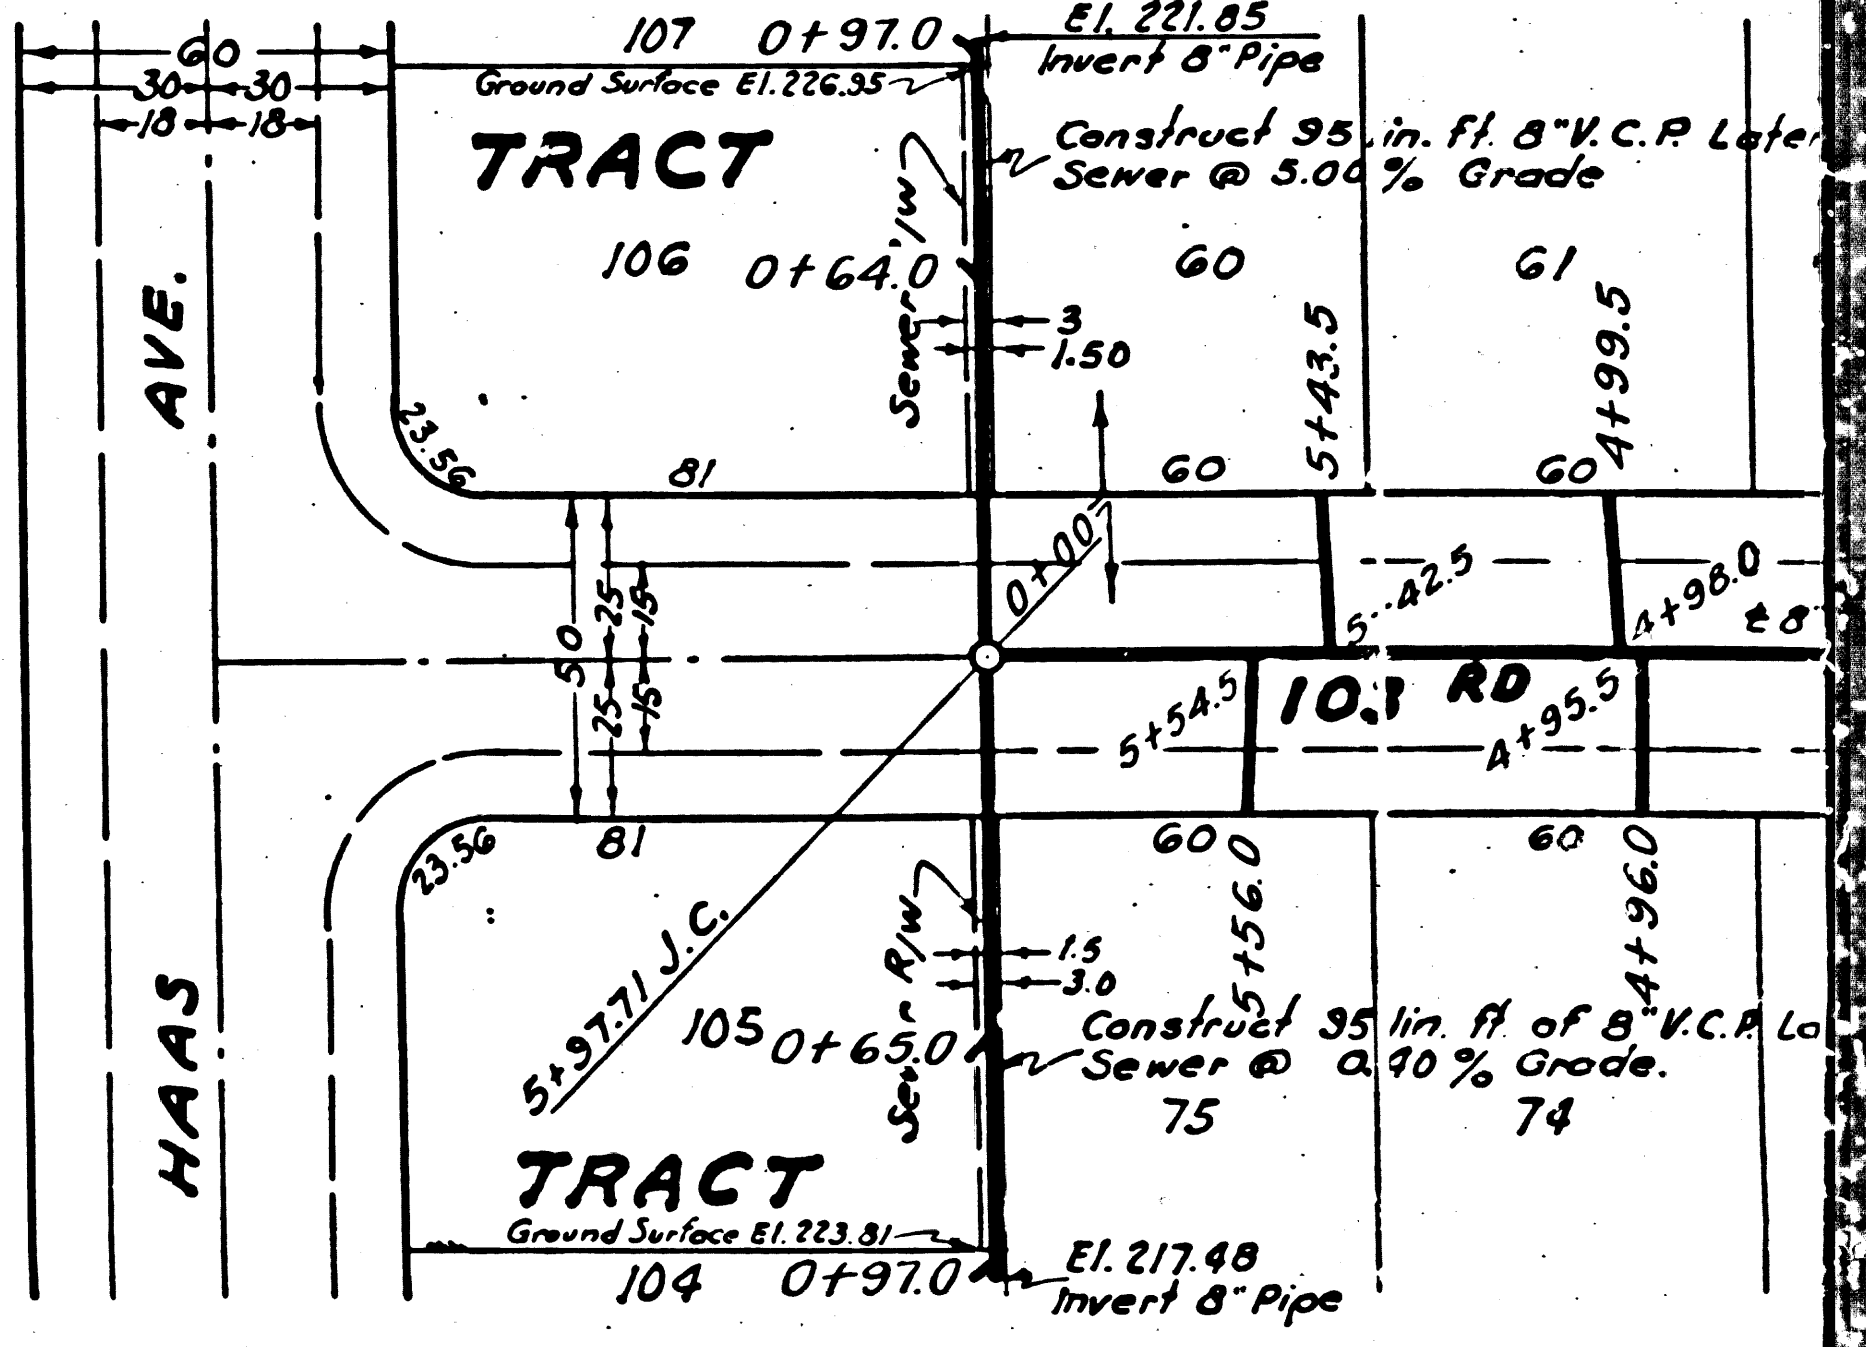 El. 221.85
107 0+97.0
Invert 8" Pipe
60
30 30
18 18
Ground Surface El. 226.95
TRACT
Construct 95 lin. ft. 8" V.C.P.
Sewer @ 5.00 % Grade
106 0+64.0
60
61
Sewer /W
3
1.50
AVE.
5+43.5
4+99.5
23.56
81
60
60
0+00
50
25
15
25
15
42.5
4+98.0
8"
103 RD
5+54.5
4+95.5
23.56
81
60
60
5+56.0
4+96.0
Sewer R/W
1.5
3.0
5+97.71 J.C.
105 0+65.0
Construct 95 lin. ft. of 8" V.C.P.
Sewer @ 0.40 % Grade.
75
74
HAAS
TRACT
Ground Surface El. 223.81
104 0+97.0
El. 217.48
Invert 8" Pipe